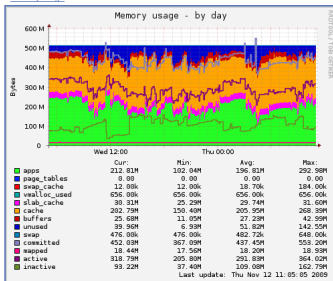 Memory usage - by day
600 M
500 M
400 M
300 M
200 M
100 M
0
Bytes
Wed 12:00 Thu 00:00
Cur: Min: Avg: Max:
apps 212.81M 102.04M 196.81M 292.98M
page_tables 0.00 0.00 0.00 0.00
swap_cache 12.00k 12.00k 18.70k 184.00k
vmalloc_used 656.00k 656.00k 656.00k 656.00k
slab_cache 30.31M 25.29M 29.74M 31.60M
cache 202.79M 150.40M 205.95M 268.39M
buffers 25.68M 11.05M 27.23M 42.99M
unused 39.96M 6.93M 51.82M 142.55M
swap 476.00k 476.00k 482.72k 648.00k
committed 452.03M 367.09M 437.45M 553.20M
mapped 18.44M 17.56M 18.20M 18.93M
active 318.79M 205.80M 291.83M 364.02M
inactive 93.22M 37.40M 109.08M 162.79M
Last update: Thu Nov 12 11:05:05 2009
RRDTOOL / TOBI OETIKER